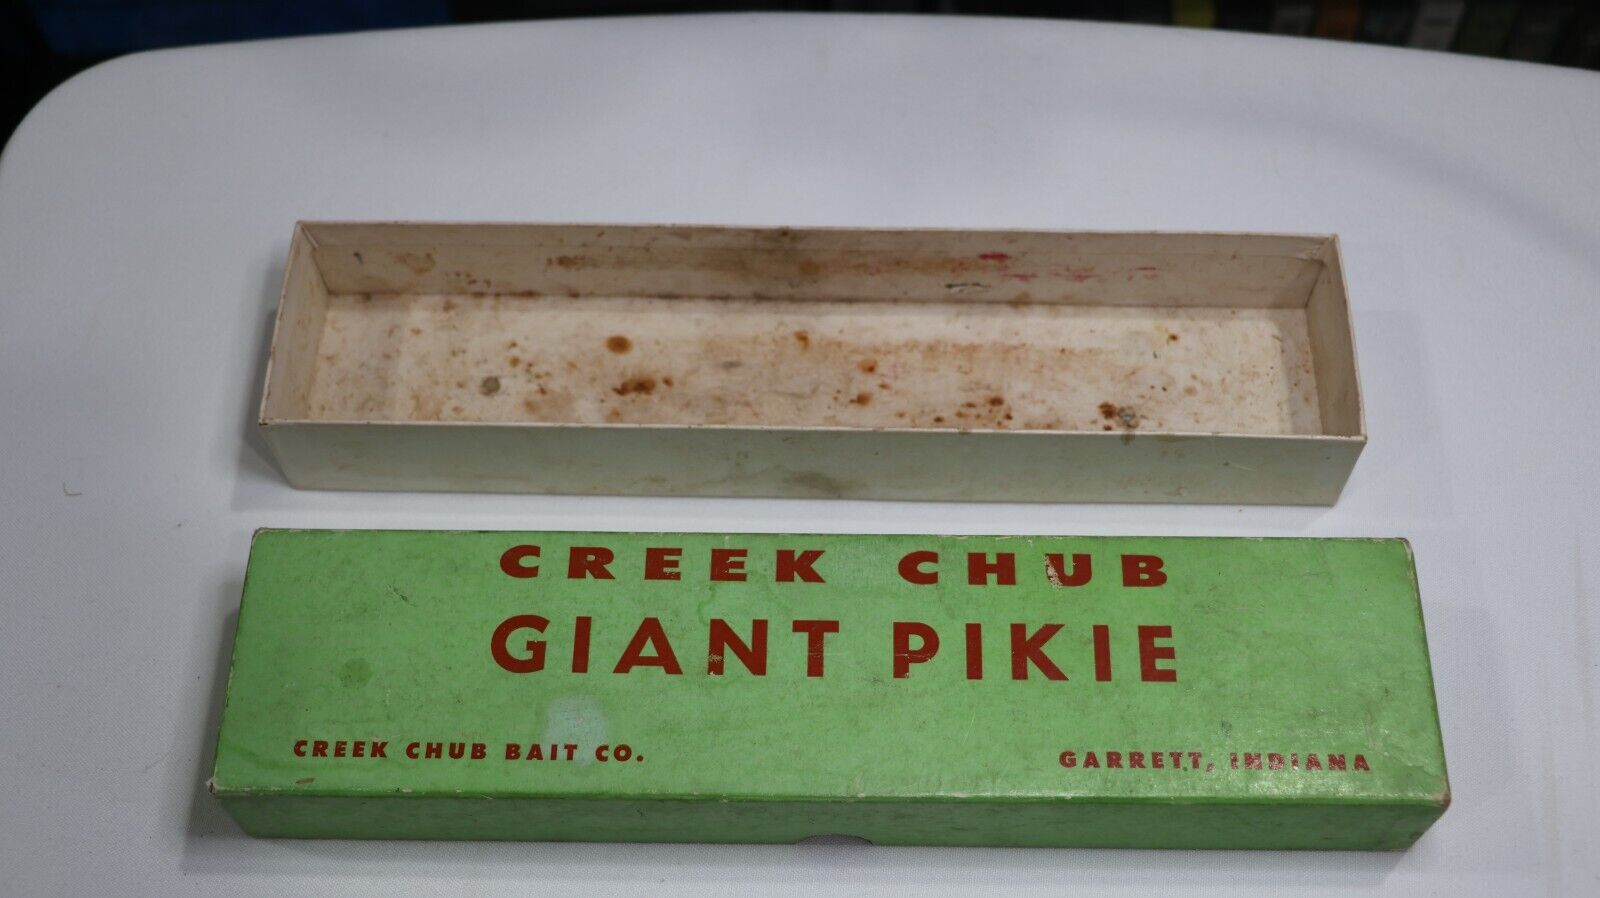 CREEK CHUB
GIANT PIKIE
CREEK CHUB BAIT CO.
GARRETT, INDIANA